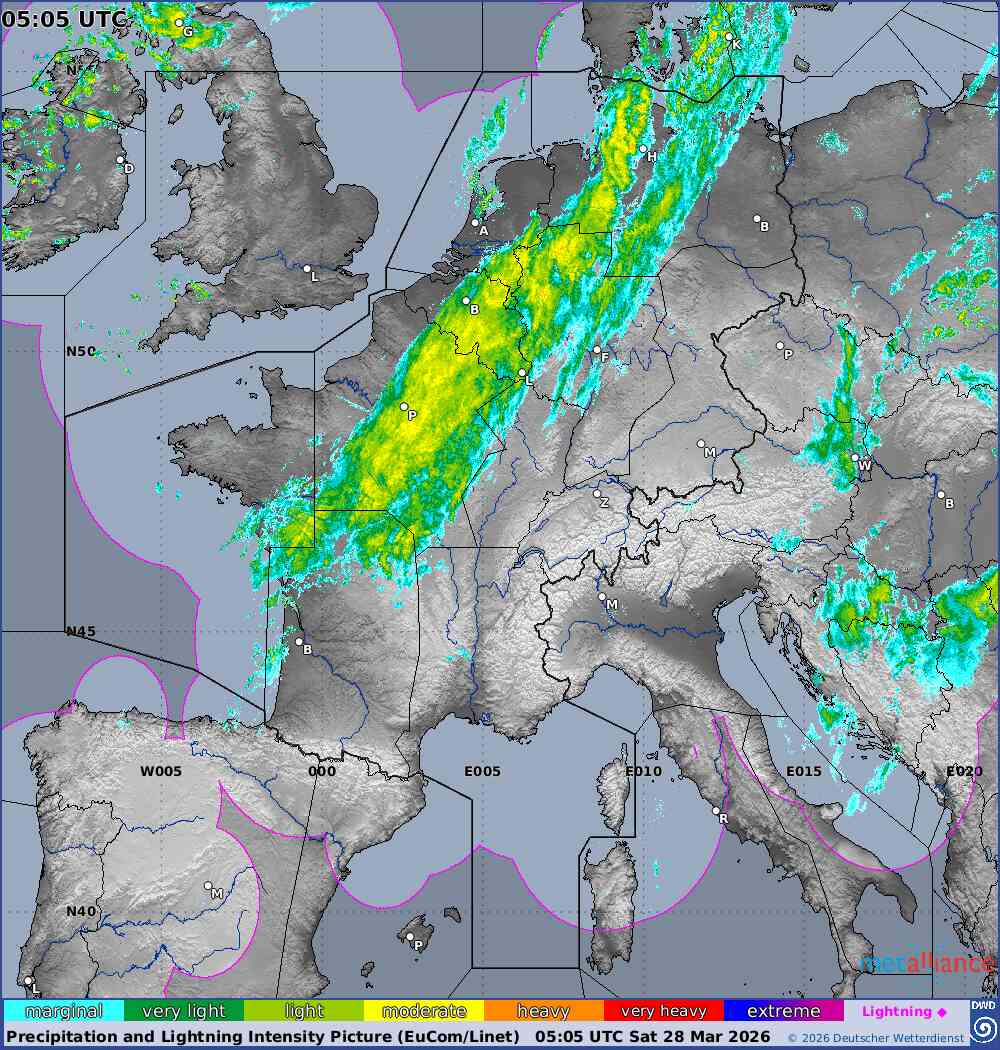 05:05 UTC
G
K
N55
D
H
A
B
L
B
N50
F
P
L
P
M
W
Z
B
M
N45
B
W005
000
E005
E010
E015
E020
R
M
N40
P
L
metalliance
marginal very light light moderate heavy very heavy extreme Lightning ◆
DWD
Precipitation and Lightning Intensity Picture (EuCom/Linet) 05:05 UTC Sat 28 Mar 2026 © 2026 Deutscher Wetterdienst